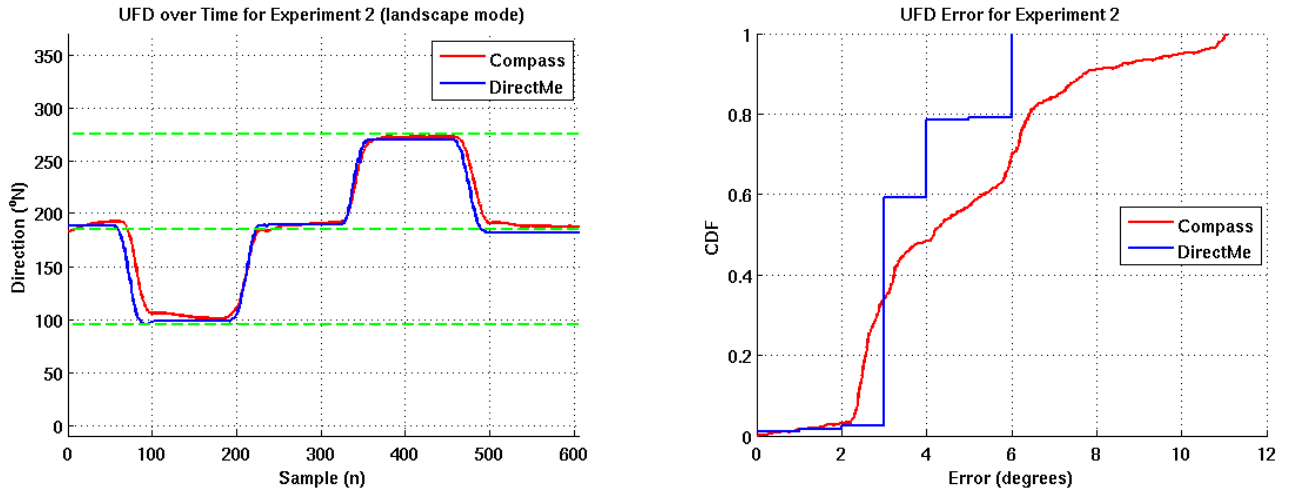 UFD over Time for Experiment 2 (landscape mode)
350
300
250
200
150
100
50
0
Direction (ºN)
0 100 200 300 400 500 600
Sample (n)
Compass
DirectMe
UFD Error for Experiment 2
1
0.8
0.6
0.4
0.2
0
CDF
0 2 4 6 8 10 12
Error (degrees)
Compass
DirectMe